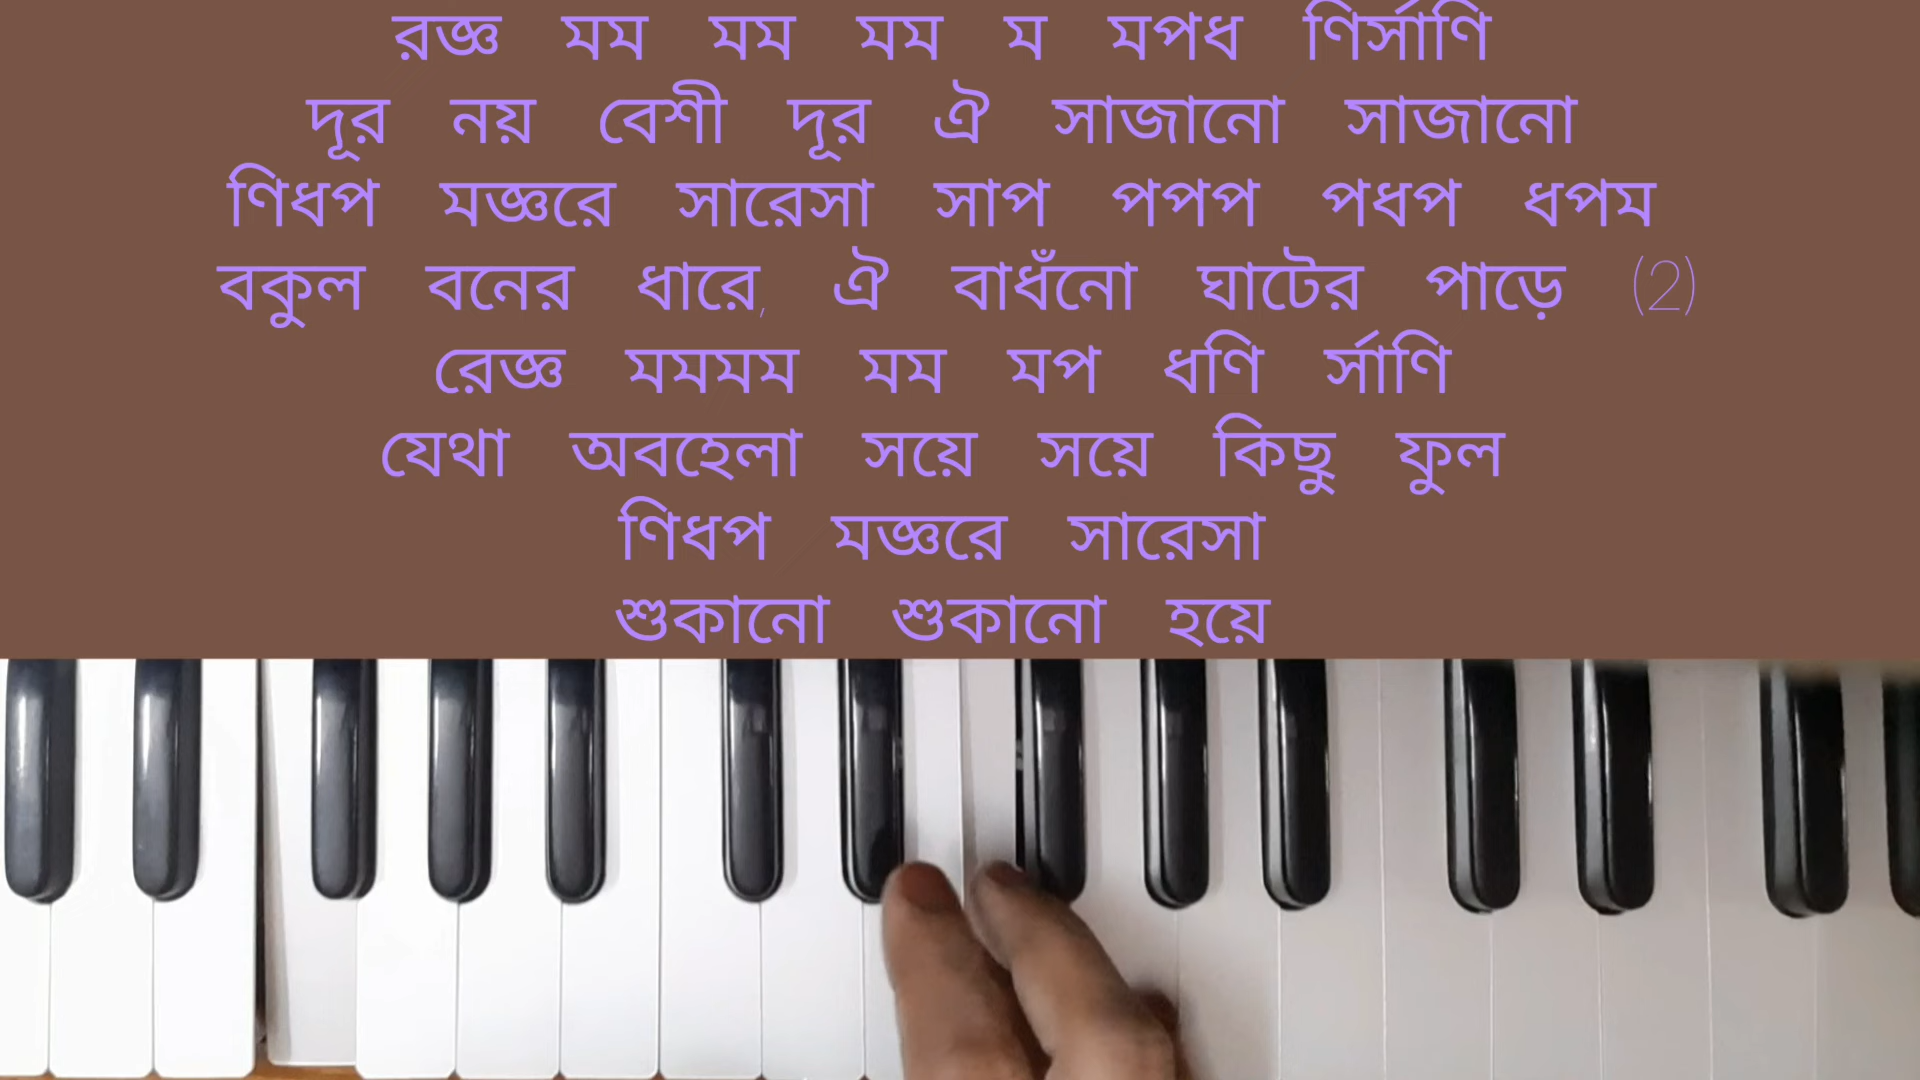 রজ্ঞ মম মম মম ম মপধ ণির্সাণি
দূর নয় বেশী দূর ঐ সাজানো সাজানো
ণিধপ মজ্ঞরে সারেসা সাপ পপপ পধপ ধপম
বকুল বনের ধারে, ঐ বাধঁনো ঘাটের পাড়ে (2)
রেজ্ঞ মমমম মম মপ ধণি র্সাণি
যেথা অবহেলা সয়ে সয়ে কিছু ফুল
ণিধপ মজ্ঞরে সারেসা
শুকানো শুকানো হয়ে